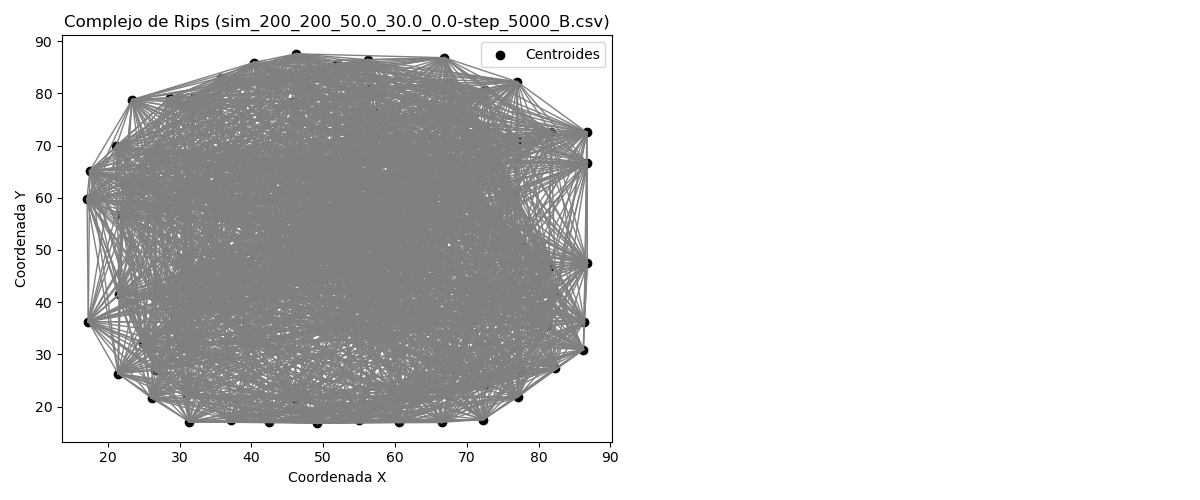 Complejo de Rips (sim_200_200_50.0_30.0_0.0-step_5000_B.csv)
Centroides
90
80
70
60
50
40
30
20
Coordenada Y
20 30 40 50 60 70 80 90
Coordenada X